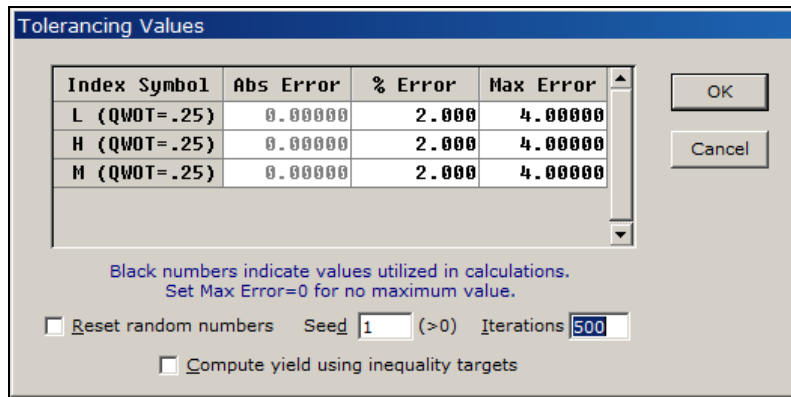 Tolerancing Values
Index Symbol Abs Error % Error Max Error
L (QWOT=.25) 0.00000 2.000 4.00000
H (QWOT=.25) 0.00000 2.000 4.00000
M (QWOT=.25) 0.00000 2.000 4.00000
OK
Cancel
Black numbers indicate values utilized in calculations.
Set Max Error=0 for no maximum value.
Reset random numbers Seed 1 (>0) Iterations 500
Compute yield using inequality targets